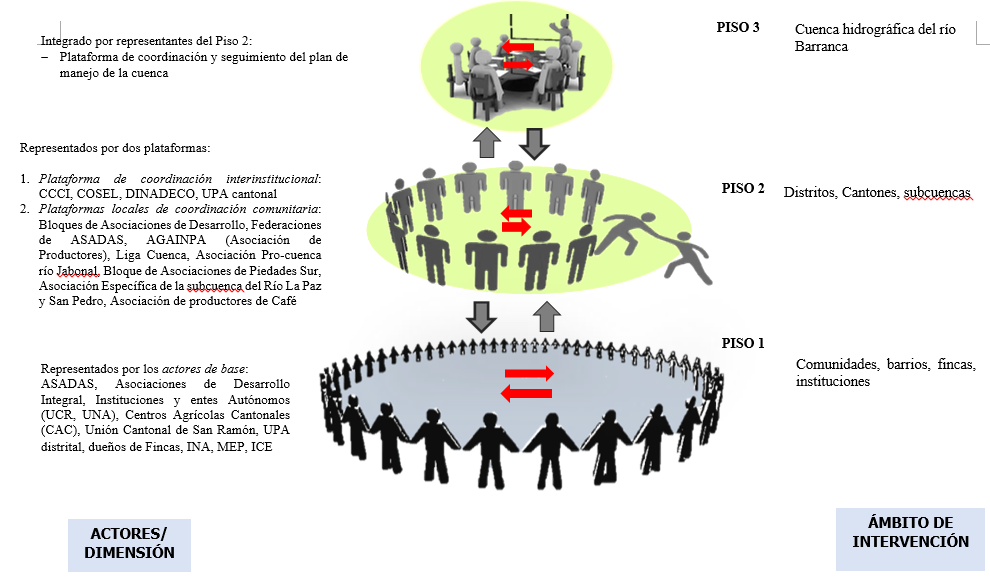 Integrado por representantes del Piso 2:
– Plataforma de coordinación y seguimiento del plan de
manejo de la cuenca
PISO 3
Cuenca hidrográfica del río
Barranca
Representados por dos plataformas:
1. Plataforma de coordinación interinstitucional:
CCCI, COSEL, DINADECO, UPA cantonal
2. Plataformas locales de coordinación comunitaria:
Bloques de Asociaciones de Desarrollo, Federaciones
de ASADAS, AGAINPA (Asociación de
Productores), Liga Cuenca, Asociación Pro-cuenca
río Jabonal, Bloque de Asociaciones de Piedades Sur,
Asociación Específica de la subcuenca del Río La Paz
y San Pedro, Asociación de productores de Café
PISO 2
Distritos, Cantones, subcuencas
Representados por los actores de base:
ASADAS, Asociaciones de Desarrollo
Integral, Instituciones y entes Autónomos
(UCR, UNA), Centros Agrícolas Cantonales
(CAC), Unión Cantonal de San Ramón, UPA
distrital, dueños de Fincas, INA, MEP, ICE
PISO 1
Comunidades, barrios, fincas,
instituciones
ACTORES/
DIMENSIÓN
ÁMBITO DE
INTERVENCIÓN